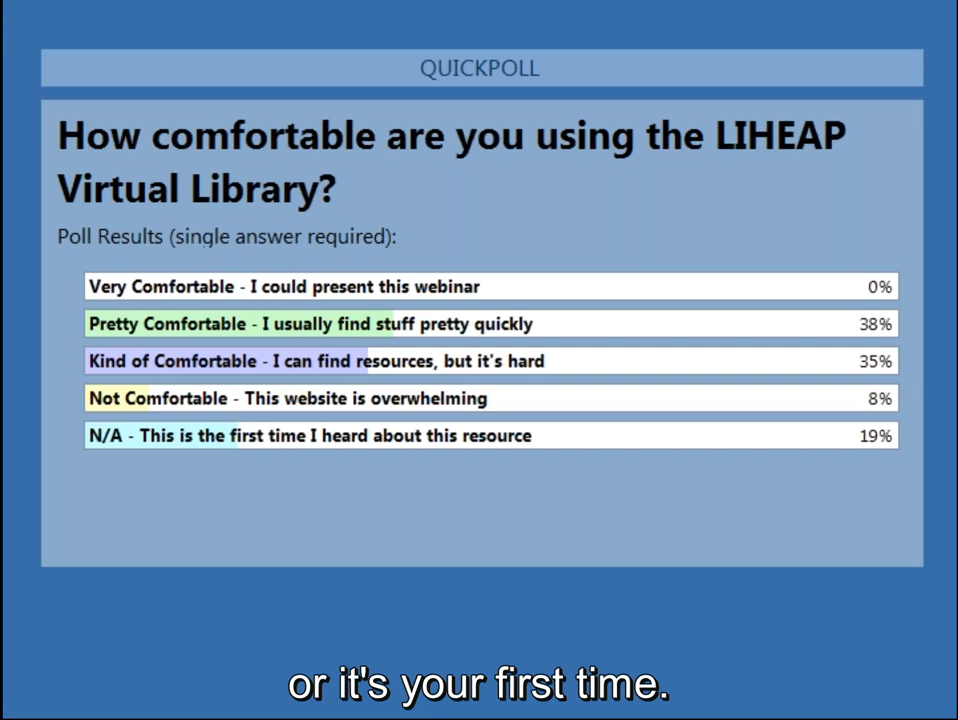 QUICKPOLL
How comfortable are you using the LIHEAP
Virtual Library?
Poll Results (single answer required):
Very Comfortable - I could present this webinar 0%
Pretty Comfortable - I usually find stuff pretty quickly 38%
Kind of Comfortable - I can find resources, but it's hard 35%
Not Comfortable - This website is overwhelming 8%
N/A - This is the first time I heard about this resource 19%
or it's your first time.